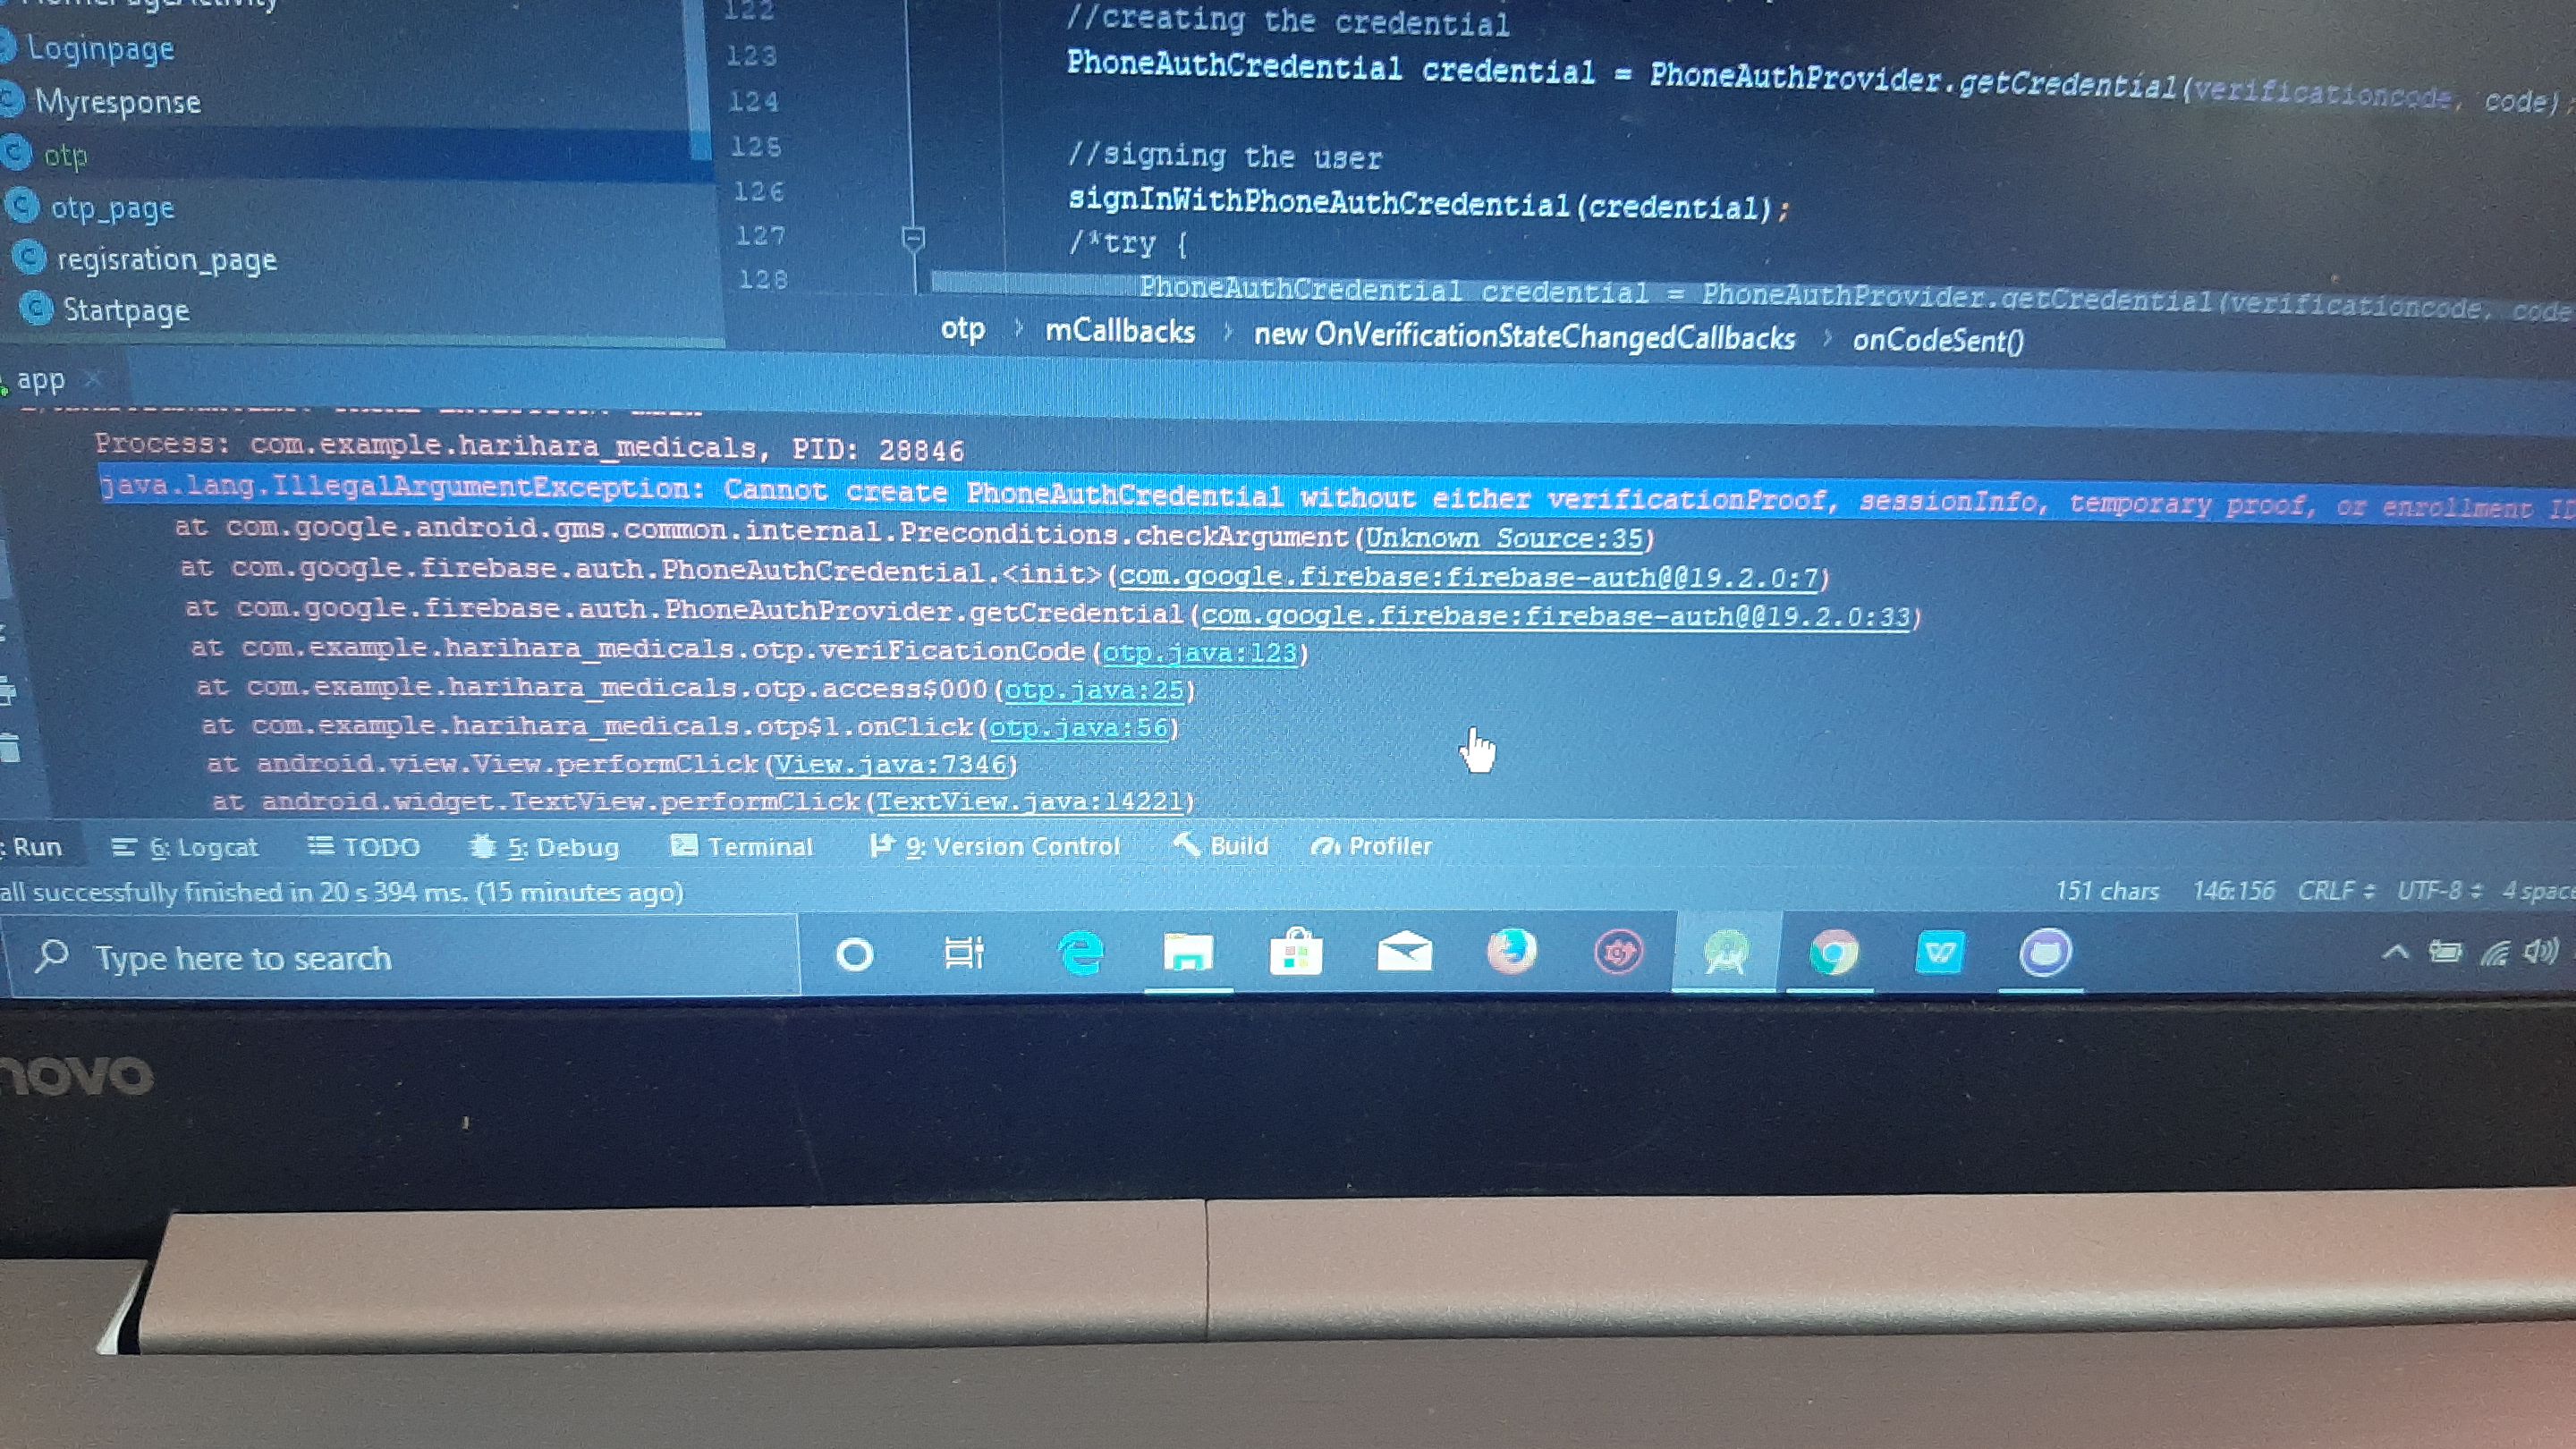 Loginpage
Myresponse
otp
otp_page
regisration_page
Startpage
122
123
124
125
126
127
128
//creating the credential
PhoneAuthCredential credential = PhoneAuthProvider.getCredential(verificationcode, code)
//signing the user
signInWithPhoneAuthCredential(credential);
/*try {
PhoneAuthCredential credential = PhoneAuthProvider.getCredential(verificationcode, code
otp › mCallbacks › new OnVerificationStateChangedCallbacks › onCodeSent()
app ×
Process: com.example.harihara_medicals, PID: 28846
java.lang.IllegalArgumentException: Cannot create PhoneAuthCredential without either verificationProof, sessionInfo, temporary proof, or enrollment ID
at com.google.android.gms.common.internal.Preconditions.checkArgument(Unknown Source:35)
at com.google.firebase.auth.PhoneAuthCredential.<init>(com.google.firebase:firebase-auth@@19.2.0:7)
at com.google.firebase.auth.PhoneAuthProvider.getCredential(com.google.firebase:firebase-auth@@19.2.0:33)
at com.example.harihara_medicals.otp.veriFicationCode(otp.java:123)
at com.example.harihara_medicals.otp.access$000(otp.java:25)
at com.example.harihara_medicals.otp$1.onClick(otp.java:56)
at android.view.View.performClick(View.java:7346)
at android.widget.TextView.performClick(TextView.java:14221)
: Run 6: Logcat TODO 5: Debug Terminal 9: Version Control Build Profiler
all successfully finished in 20 s 394 ms. (15 minutes ago) 151 chars 146:156 CRLF UTF-8 4 space
Type here to search
novo